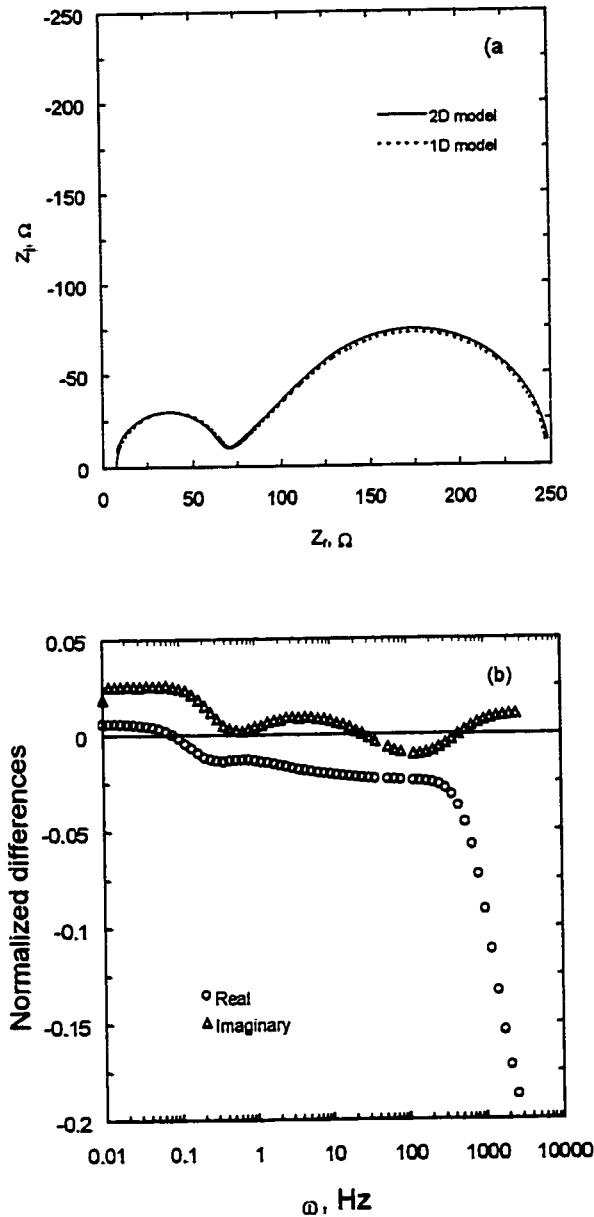 -250
(a
-200
2D model
1D model
-150
Zj, Ω
-100
-50
0
0 50 100 150 200 250
Zr, Ω
0.05
(b)
0
-0.05
Normalized differences
-0.1
Real
Imaginary
-0.15
-0.2
0.01 0.1 1 10 100 1000 10000
ω, Hz